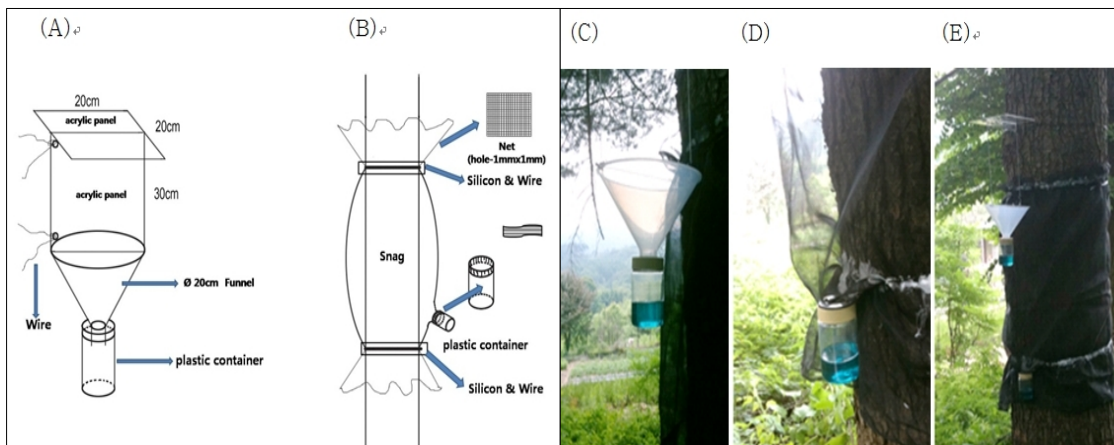 (A)
20cm
acrylic panel
20cm
acrylic panel
30cm
Ø 20cm Funnel
Wire
plastic container
(B)
Net
(hole-1mmx1mm)
Silicon & Wire
Snag
plastic container
Silicon & Wire
(C)
(D)
(E)